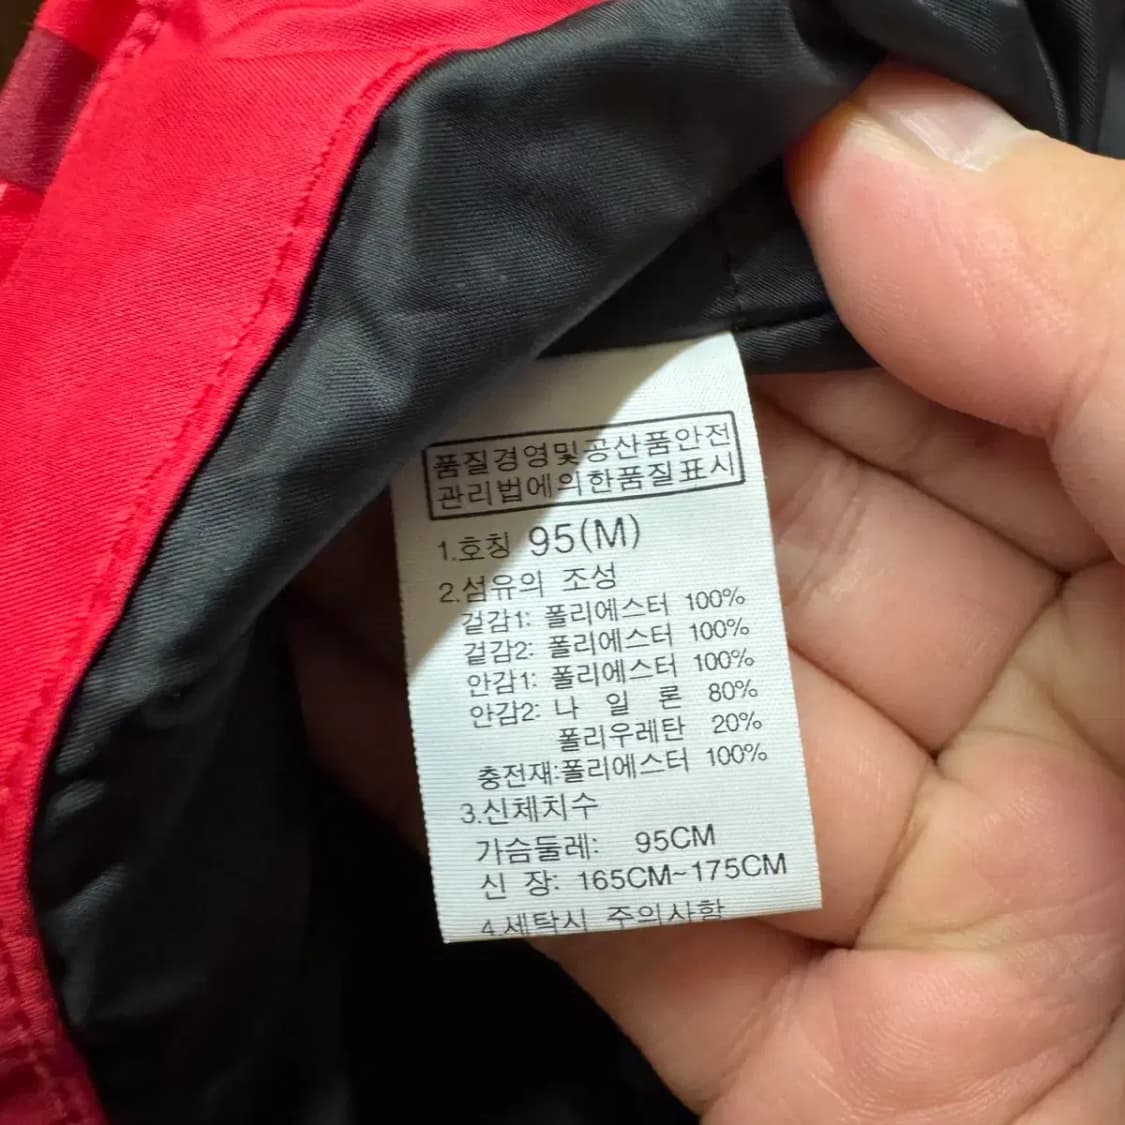 품질경영및공산품안전
관리법에의한품질표시
1.호칭 95(M)
2.섬유의 조성
겉감1: 폴리에스터 100%
겉감2: 폴리에스터 100%
안감1: 폴리에스터 100%
안감2: 나 일 론 80%
폴리우레탄 20%
충전재:폴리에스터 100%
3.신체치수
가슴둘레: 95CM
신 장: 165CM~175CM
4.세탁시 주의사항